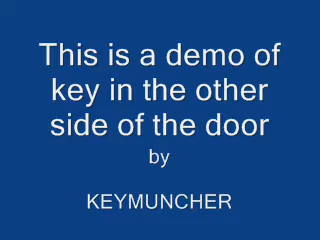 This is a demo of
key in the other
side of the door
by
KEYMUNCHER